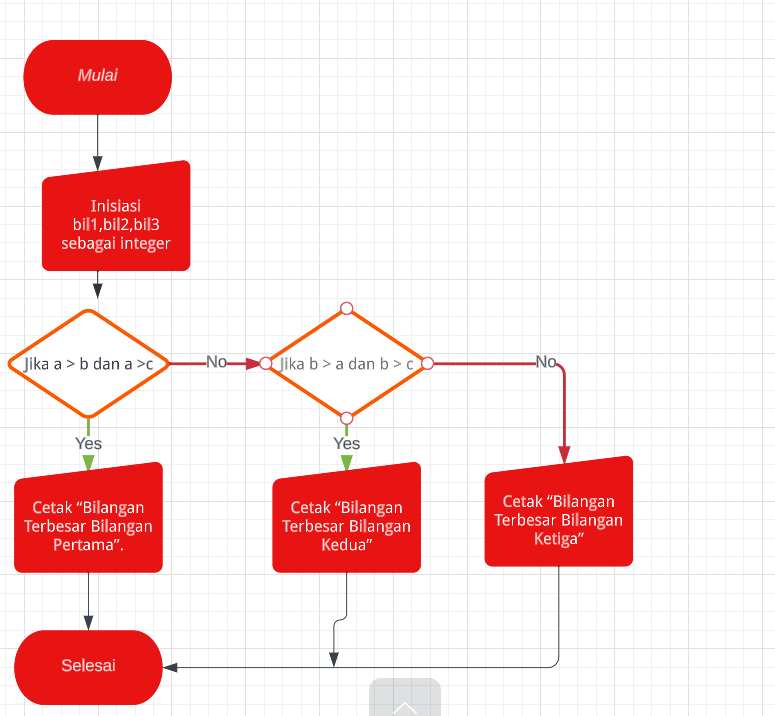 Mulai
Inisiasi
bil1,bil2,bil3
sebagai integer
Jika a > b dan a >c
No
Jika b > a dan b > c
No
Yes
Yes
Cetak “Bilangan
Terbesar Bilangan
Pertama”.
Cetak “Bilangan
Terbesar Bilangan
Kedua”
Cetak “Bilangan
Terbesar Bilangan
Ketiga”
Selesai